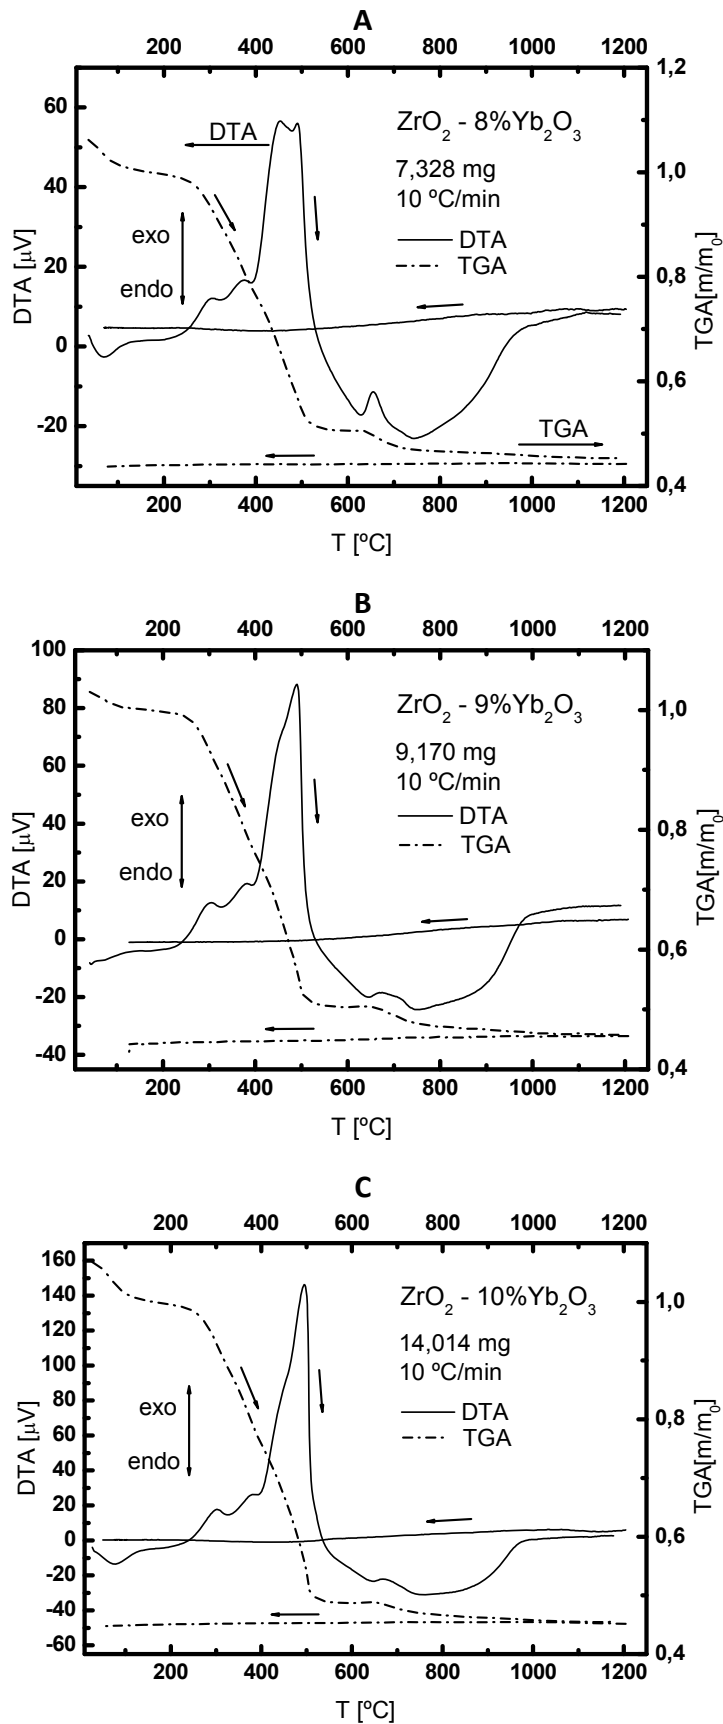 A
200 400 600 800 1000 1200
1,2
60
DTA
ZrO₂ - 8%Yb₂O₃
7,328 mg
1,0
40
10 ºC/min
exo
DTA
20
TGA
endo
0,8
DTA [µV]
TGA[m/m₀]
0
0,6
-20
TGA
0,4
200 400 600 800 1000 1200
T [ºC]
B
200 400 600 800 1000 1200
100
ZrO₂ - 9%Yb₂O₃
1,0
80
9,170 mg
10 ºC/min
60
exo
DTA
40
TGA
0,8
endo
20
DTA [µV]
TGA[m/m₀]
0
0,6
-20
-40
0,4
200 400 600 800 1000 1200
T [ºC]
C
200 400 600 800 1000 1200
160
ZrO₂ - 10%Yb₂O₃
1,0
140
14,014 mg
120
10 ºC/min
100
exo
DTA
80
TGA
0,8
60
endo
40
DTA [µV]
TGA[m/m₀]
20
0
0,6
-20
-40
-60
0,4
200 400 600 800 1000 1200
T [ºC]